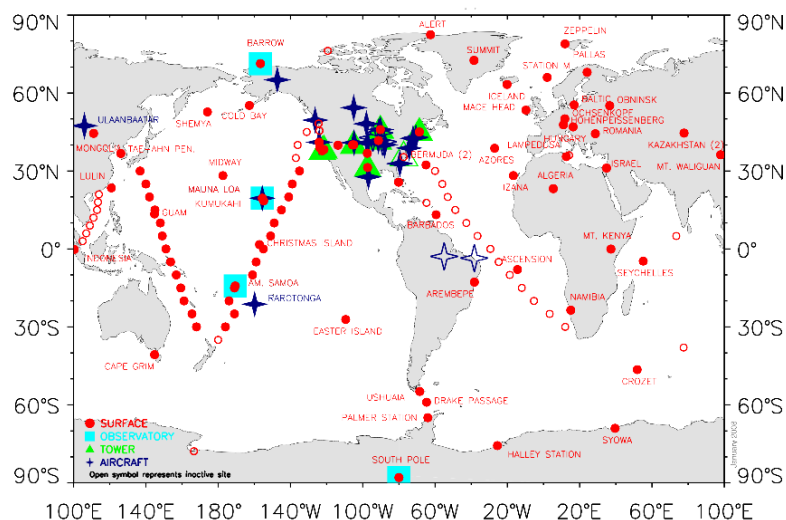 90°N
60°N
30°N
0°
30°S
60°S
90°S
90°N
60°N
30°N
0°
30°S
60°S
90°S
100°E
140°E
180°W
140°W
100°W
60°W
20°W
20°E
60°E
100°E
ALERT
ZEPPELIN
BARROW
SUMMIT
PALLAS
STATION M
ICELAND
BALTIC
OBNINSK
MACE HEAD
OCHSENKOPF
HOHENPEISSENBERG
COLD BAY
SHEMYA
ULAANBAATAR
MONGOLIA
TAE-AHN PEN.
HUNGARY
ROMANIA
KAZAKHSTAN (2)
LAMPEDUSA
MT. WALIGUAN
BERMUDA (2)
AZORES
MIDWAY
LULIN
ISRAEL
IZANA
ALGERIA
MAUNA LOA
KUMUKAHI
GUAM
BARBADOS
CHRISTMAS ISLAND
INDONESIA
MT. KENYA
SEYCHELLES
ASCENSION
AM. SAMOA
RAROTONGA
AREMBEPE
NAMIBIA
EASTER ISLAND
CAPE GRIM
CROZET
USHUAIA
DRAKE PASSAGE
PALMER STATION
SYOWA
HALLEY STATION
SOUTH POLE
SURFACE
OBSERVATORY
TOWER
AIRCRAFT
Open symbol represents inactive site
January 2008